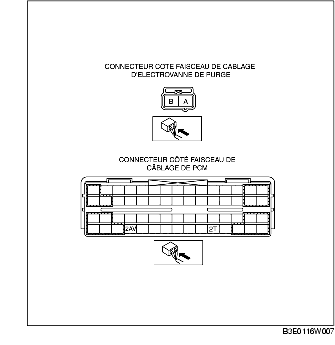 CONNECTEUR COTE FAISCEAU DE CABLAGE
D'ELECTROVANNE DE PURGE
B A
CONNECTEUR CÔTÉ FAISCEAU DE
CÂBLAGE DE PCM
2AV 2T
B3E0116W007